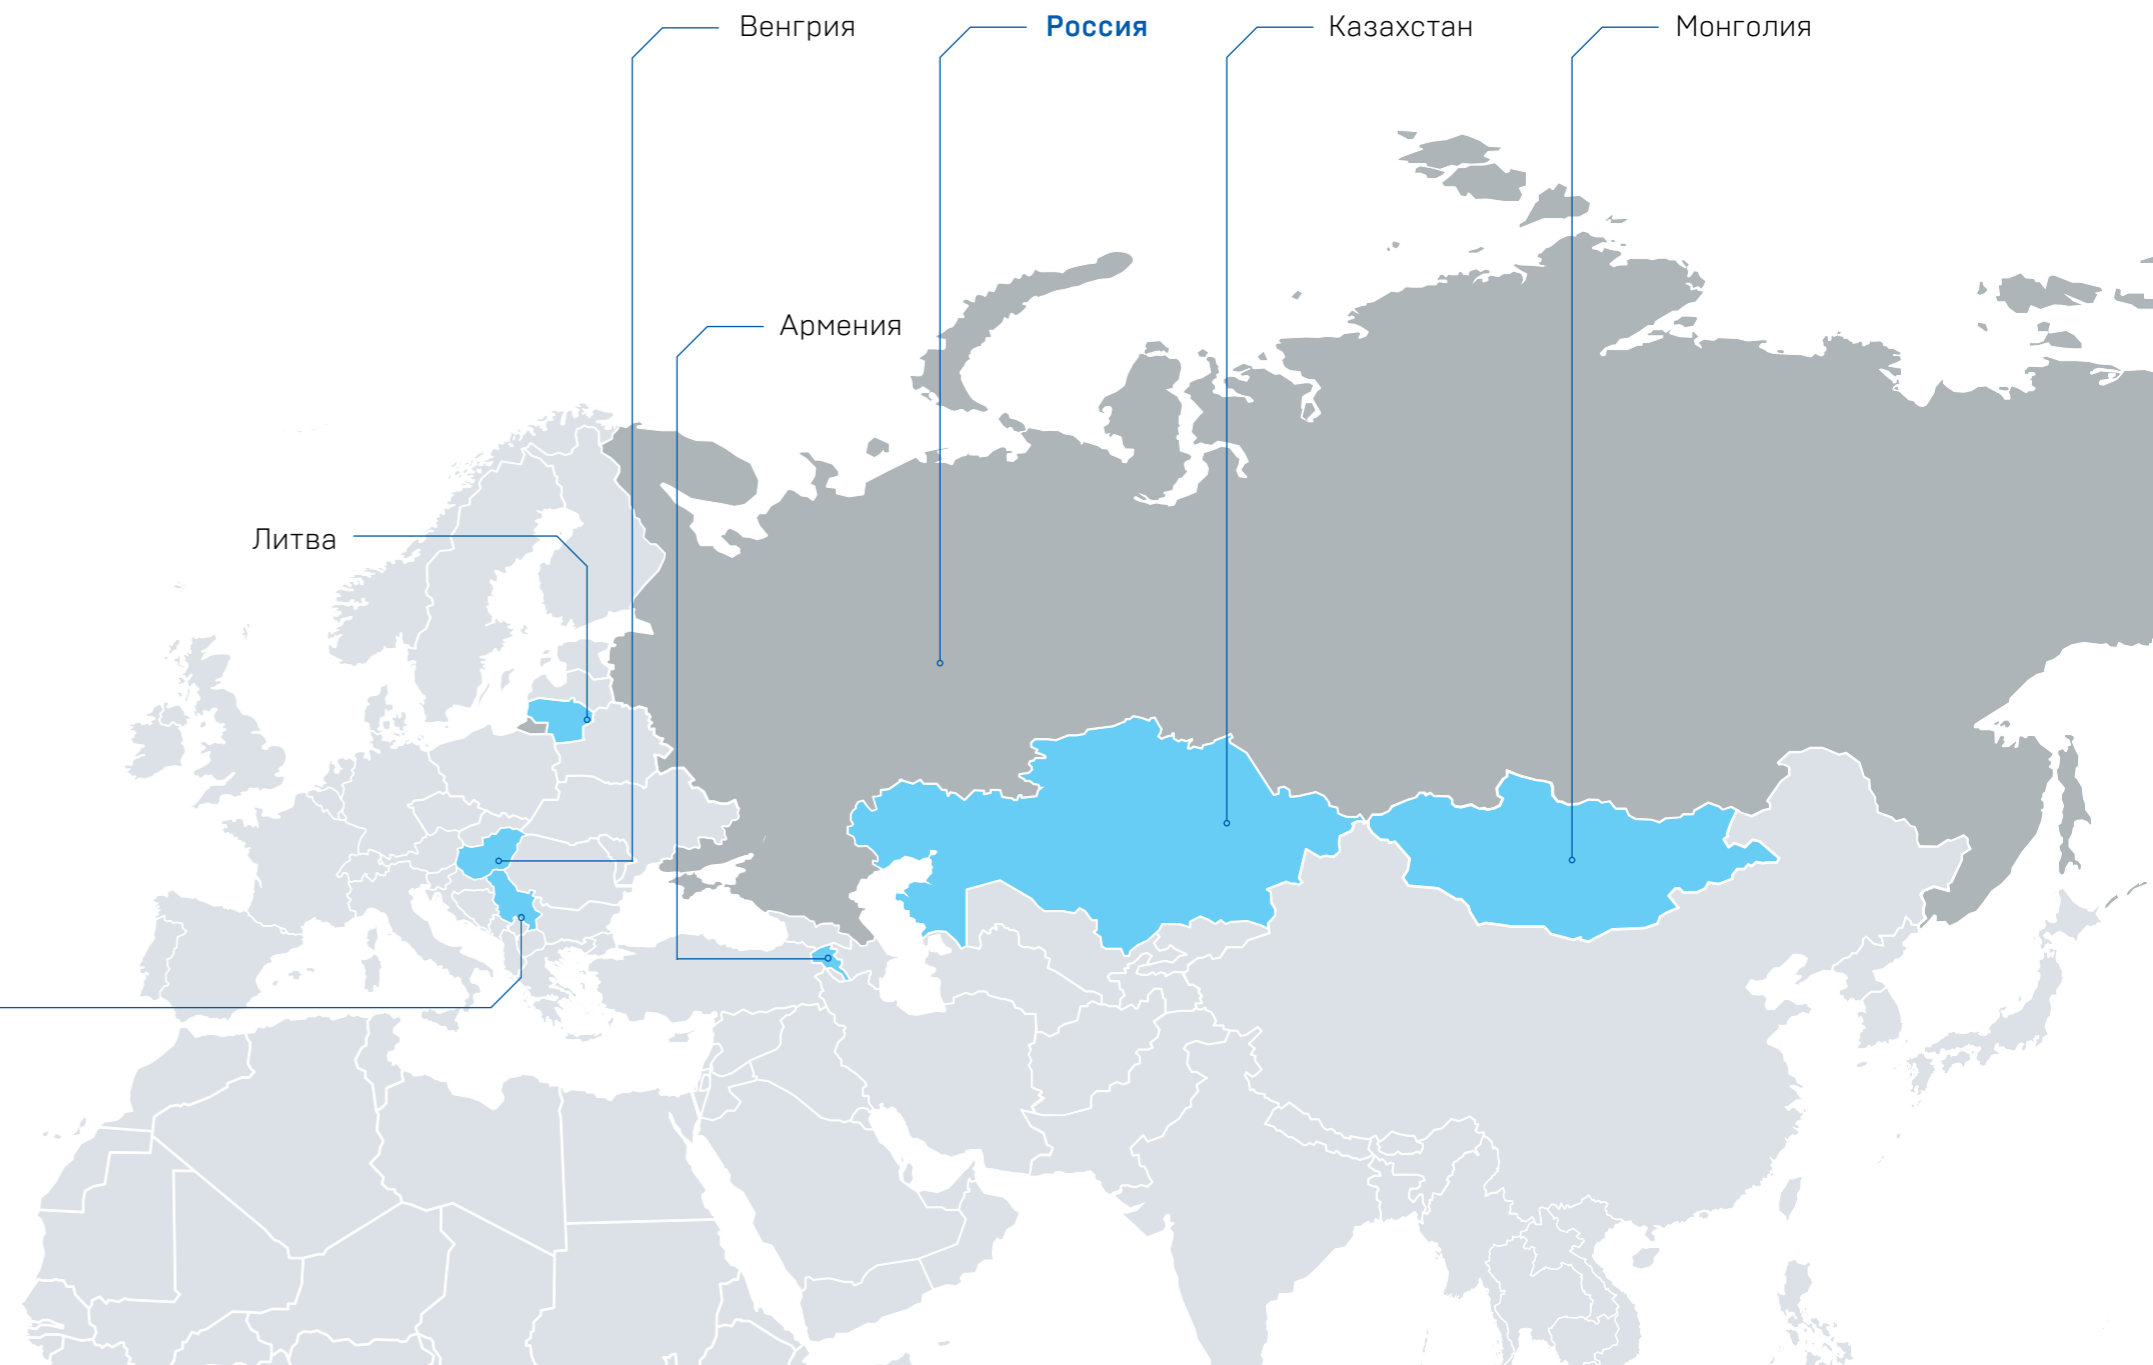 Венгрия
Россия
Казахстан
Монголия
Армения
Литва